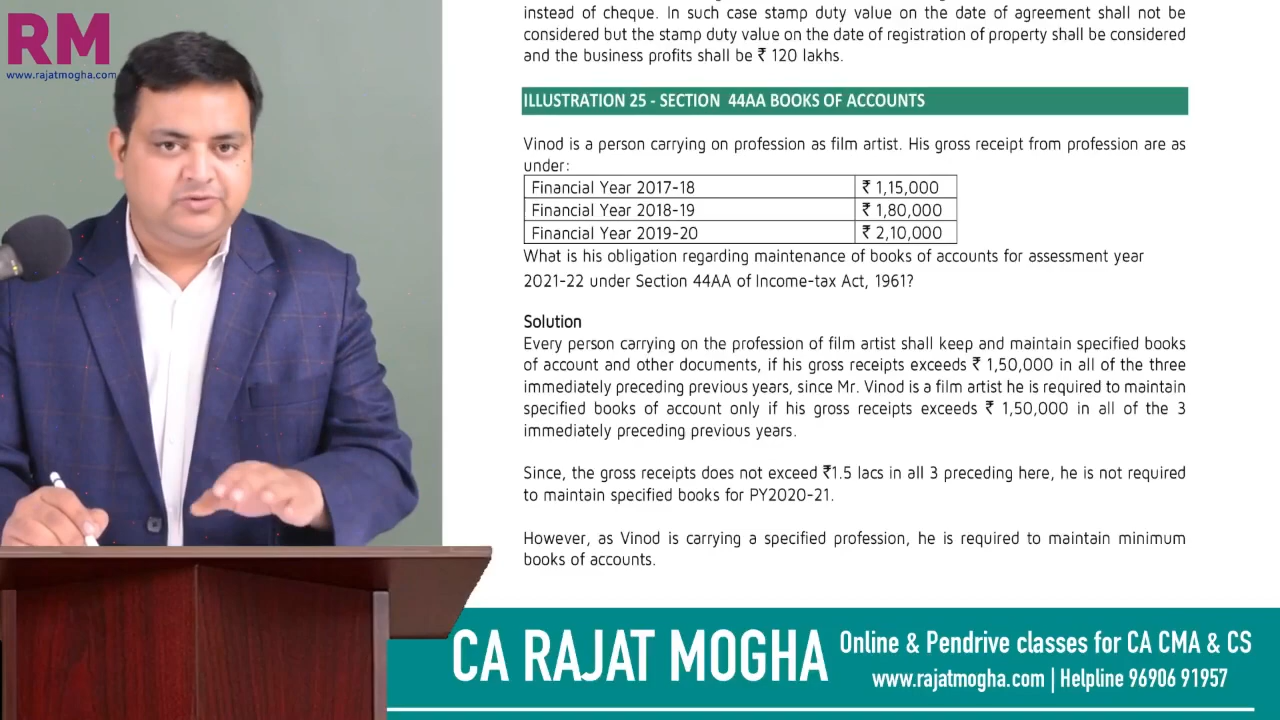 RM
www.rajatmogha.com
instead of cheque. In such case stamp duty value on the date of agreement shall not be
considered but the stamp duty value on the date of registration of property shall be considered
and the business profits shall be ₹ 120 lakhs.
ILLUSTRATION 25 - SECTION 44AA BOOKS OF ACCOUNTS
Vinod is a person carrying on profession as film artist. His gross receipt from profession are as
under:
Financial Year 2017-18 ₹ 1,15,000
Financial Year 2018-19 ₹ 1,80,000
Financial Year 2019-20 ₹ 2,10,000
What is his obligation regarding maintenance of books of accounts for assessment year
2021-22 under Section 44AA of Income-tax Act, 1961?
Solution
Every person carrying on the profession of film artist shall keep and maintain specified books
of account and other documents, if his gross receipts exceeds ₹ 1,50,000 in all of the three
immediately preceding previous years, since Mr. Vinod is a film artist he is required to maintain
specified books of account only if his gross receipts exceeds ₹ 1,50,000 in all of the 3
immediately preceding previous years.
Since, the gross receipts does not exceed ₹1.5 lacs in all 3 preceding here, he is not required
to maintain specified books for PY2020-21.
However, as Vinod is carrying a specified profession, he is required to maintain minimum
books of accounts.
CA RAJAT MOGHA
Online & Pendrive classes for CA CMA & CS
www.rajatmogha.com | Helpline 96906 91957